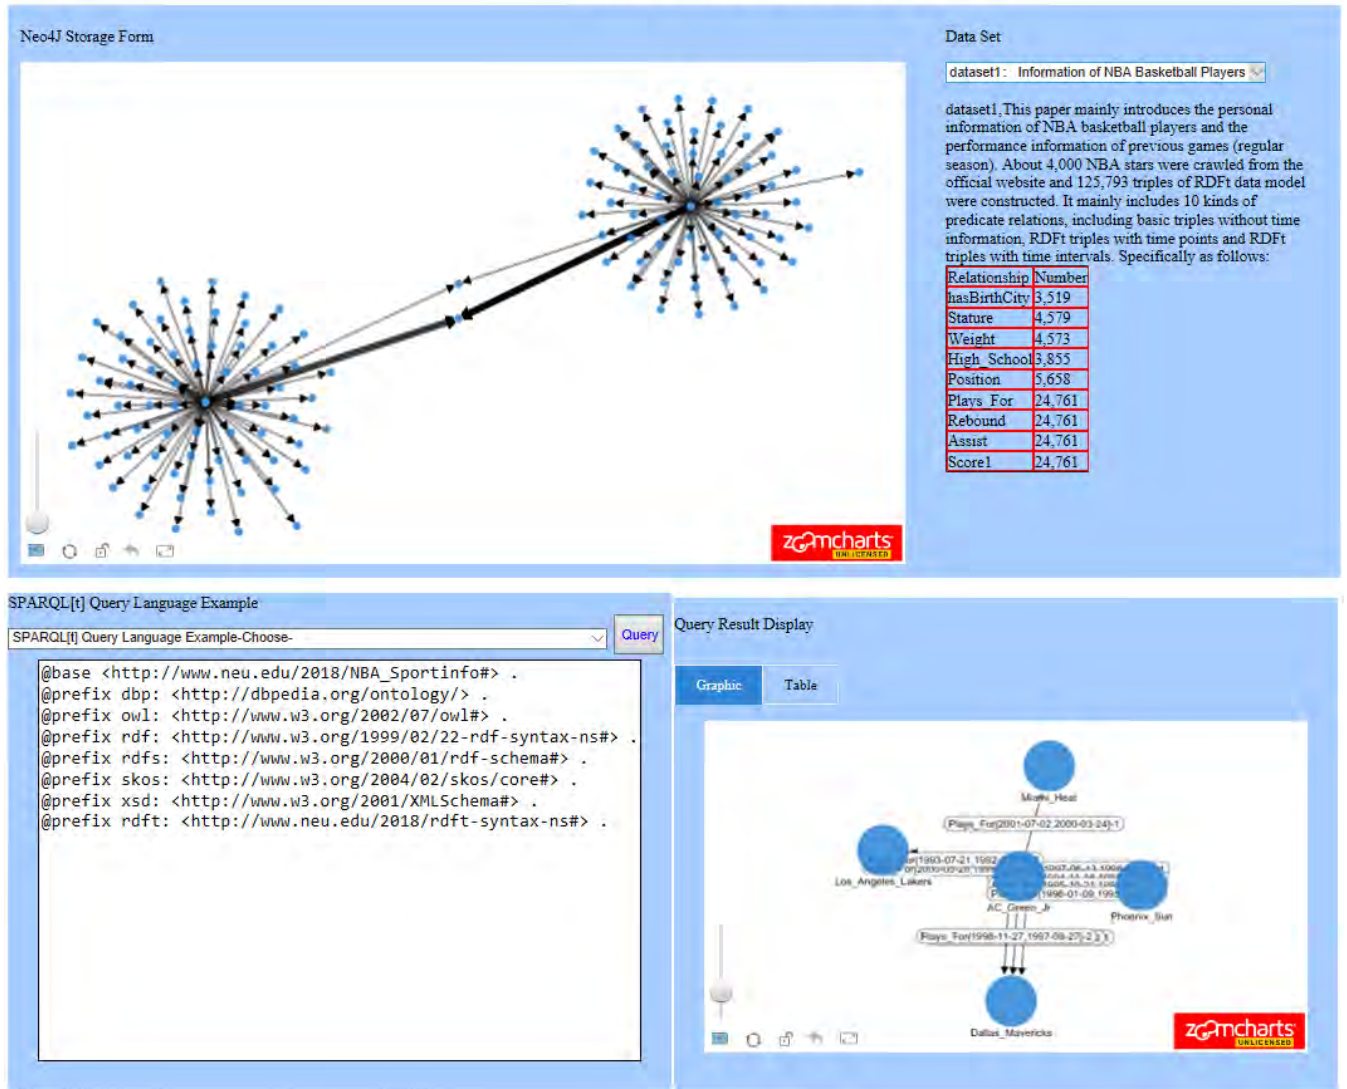 Neo4J Storage Form
zoomcharts
UNLICENSED
Data Set
dataset1: Information of NBA Basketball Players
dataset1,This paper mainly introduces the personal
information of NBA basketball players and the
performance information of previous games (regular
season). About 4,000 NBA stars were crawled from the
official website and 125,793 triples of RDFt data model
were constructed. It mainly includes 10 kinds of
predicate relations, including basic triples without time
information, RDFt triples with time points and RDFt
triples with time intervals. Specifically as follows:
Relationship Number
hasBirthCity 3,519
Stature 4,579
Weight 4,573
High_School 3,855
Position 5,658
Plays_For 24,761
Rebound 24,761
Assist 24,761
Score1 24,761
SPARQL[t] Query Language Example
SPARQL[t] Query Language Example-Choose-
Query
@base <http://www.neu.edu/2018/NBA_Sportinfo#> .
@prefix dbp: <http://dbpedia.org/ontology/> .
@prefix owl: <http://www.w3.org/2002/07/owl#> .
@prefix rdf: <http://www.w3.org/1999/02/22-rdf-syntax-ns#> .
@prefix rdfs: <http://www.w3.org/2000/01/rdf-schema#> .
@prefix skos: <http://www.w3.org/2004/02/skos/core#> .
@prefix xsd: <http://www.w3.org/2001/XMLSchema#> .
@prefix rdft: <http://www.neu.edu/2018/rdft-syntax-ns#> .
Query Result Display
Graphic Table
Miami_Heat
Plays_For[2001-07-02,2000-03-24]-1
Los_Angeles_Lakers
AC_Green_Jr
Phoenix_Sun
Plays_For[1998-11-27,1997-08-27]-2
Dallas_Mavericks
zoomcharts
UNLICENSED